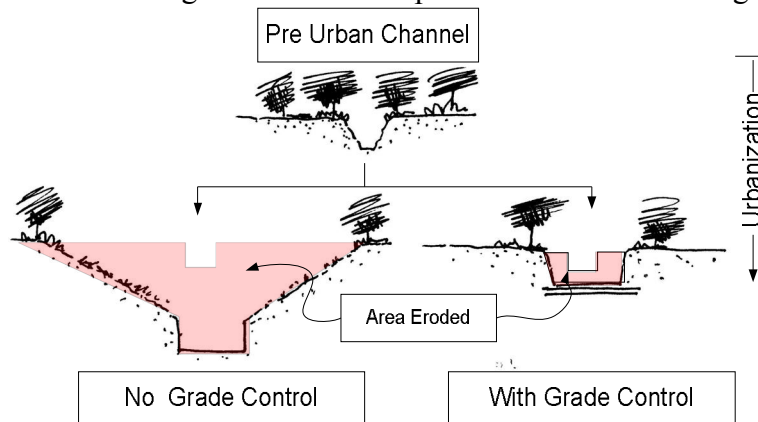 Pre Urban Channel
Urbanization
Area Eroded
No Grade Control
With Grade Control